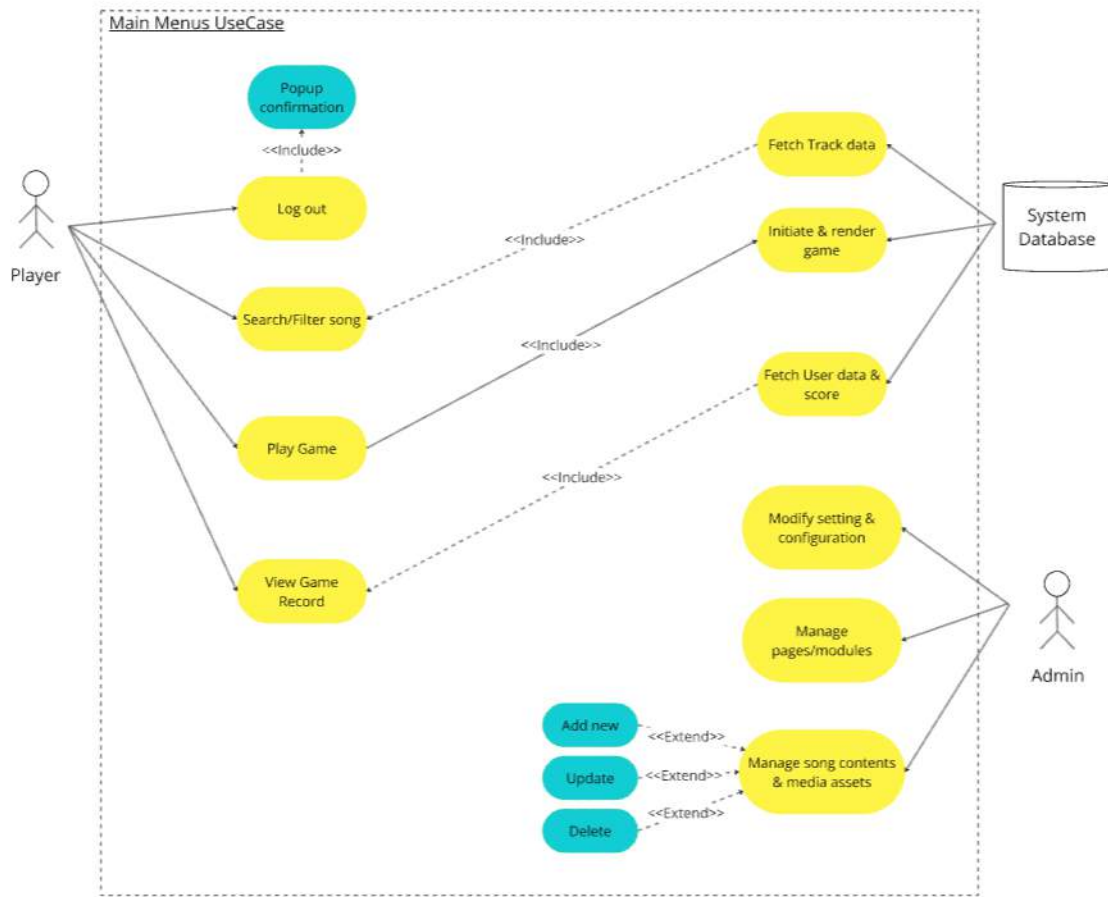 Main Menus UseCase
Popup
confirmation
<<Include>>
Log out
Player
Search/Filter song
Play Game
View Game
Record
<<Include>>
<<Include>>
<<Include>>
Fetch Track data
Initiate & render
game
Fetch User data &
score
System
Database
Modify setting &
configuration
Manage
pages/modules
Admin
Add new
Update
Delete
<<Extend>>
<<Extend>>
<<Extend>>
Manage song contents
& media assets